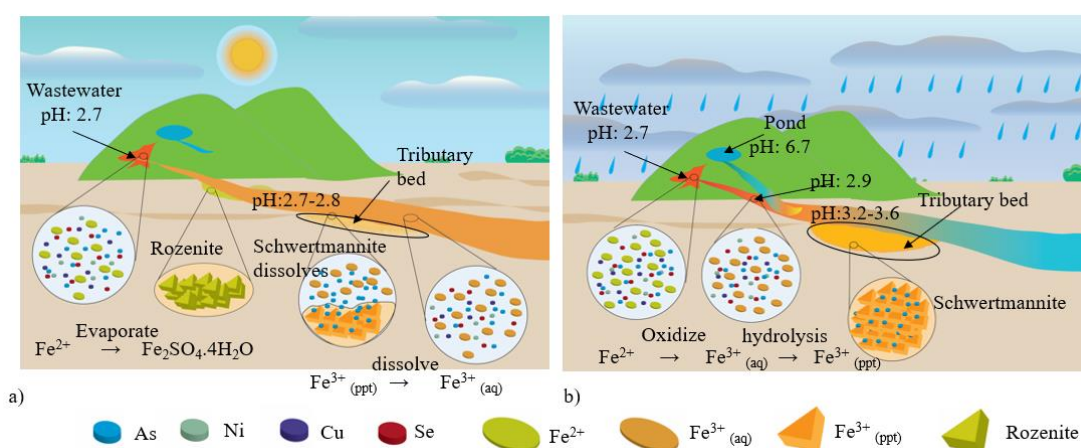 Wastewater
pH: 2.7
Tributary
bed
pH:2.7-2.8
Rozenite
Schwertmannite
dissolves
Evaporate
Fe²⁺ → Fe₂SO₄.4H₂O
dissolve
Fe³⁺ (ppt) → Fe³⁺ (aq)
a)
Wastewater
pH: 2.7
Pond
pH: 6.7
pH: 2.9
pH:3.2-3.6
Tributary bed
Schwertmannite
Oxidize hydrolysis
Fe²⁺ → Fe³⁺ (aq) → Fe³⁺ (ppt)
b)
As Ni Cu Se Fe²⁺ Fe³⁺ (aq) Fe³⁺ (ppt) Rozenite